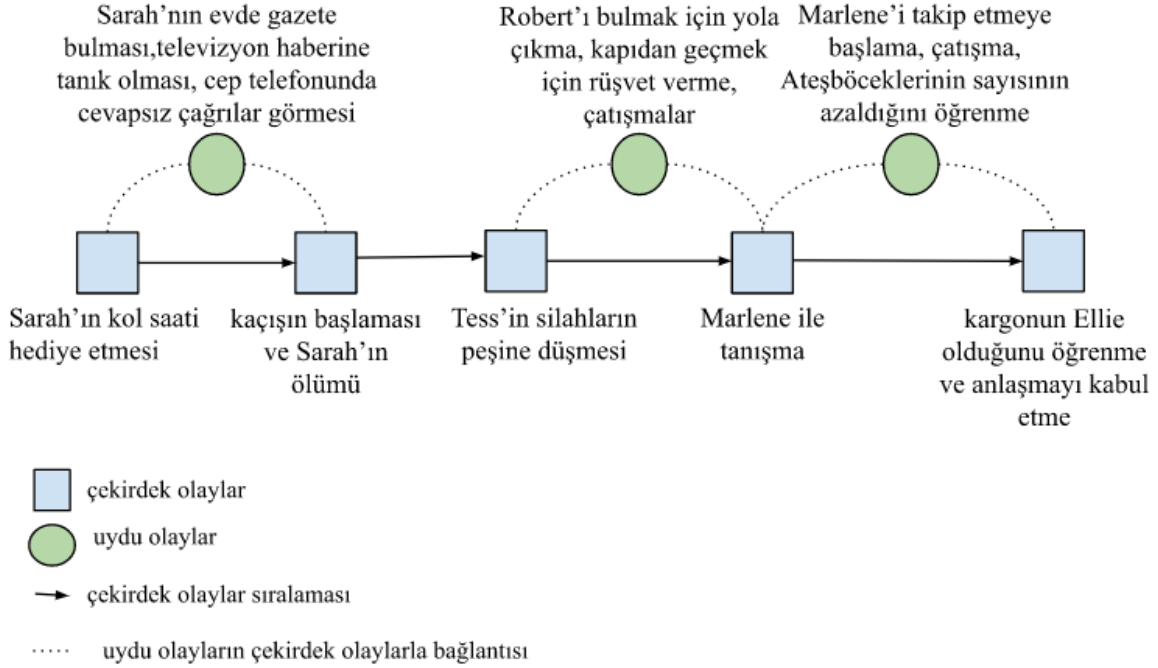 Sarah’nın evde gazete
bulması,televizyon haberine
tanık olması, cep telefonunda
cevapsız çağrılar görmesi
Robert’ı bulmak için yola
çıkma, kapıdan geçmek
için rüşvet verme,
çatışmalar
Marlene’i takip etmeye
başlama, çatışma,
Ateşböceklerinin sayısının
azaldığını öğrenme
Sarah’ın kol saati
hediye etmesi
kaçışın başlaması
ve Sarah’ın
ölümü
Tess’in silahların
peşine düşmesi
Marlene ile
tanışma
kargonun Ellie
olduğunu öğrenme
ve anlaşmayı kabul
etme
çekirdek olaylar
uydu olaylar
çekirdek olaylar sıralaması
uydu olayların çekirdek olaylarla bağlantısı